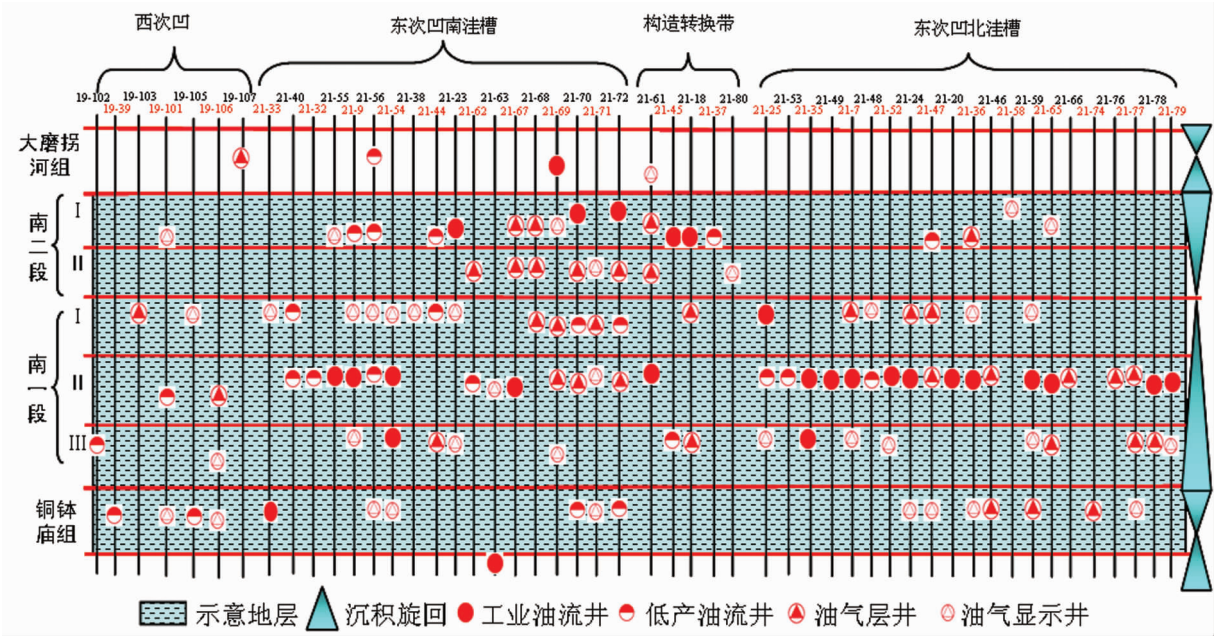 西次凹 东次凹南洼槽 构造转换带 东次凹北洼槽
19-102 19-103 19-105 19-107 21-40 21-55 21-56 21-38 21-23 21-63 21-68 21-70 21-72 21-61 21-18 21-80 21-53 21-49 21-48 21-24 21-20 21-46 21-59 21-66 21-76 21-78
19-39 19-101 19-106 21-33 21-32 21-9 21-54 21-44 21-62 21-67 21-69 21-71 21-45 21-37 21-25 21-35 21-7 21-52 21-47 21-36 21-58 21-65 21-74 21-77 21-79
大磨拐
河组
南二段
I
II
南一段
I
II
III
铜钵
庙组
示意地层 沉积旋回 工业油流井 低产油流井 油气层井 油气显示井